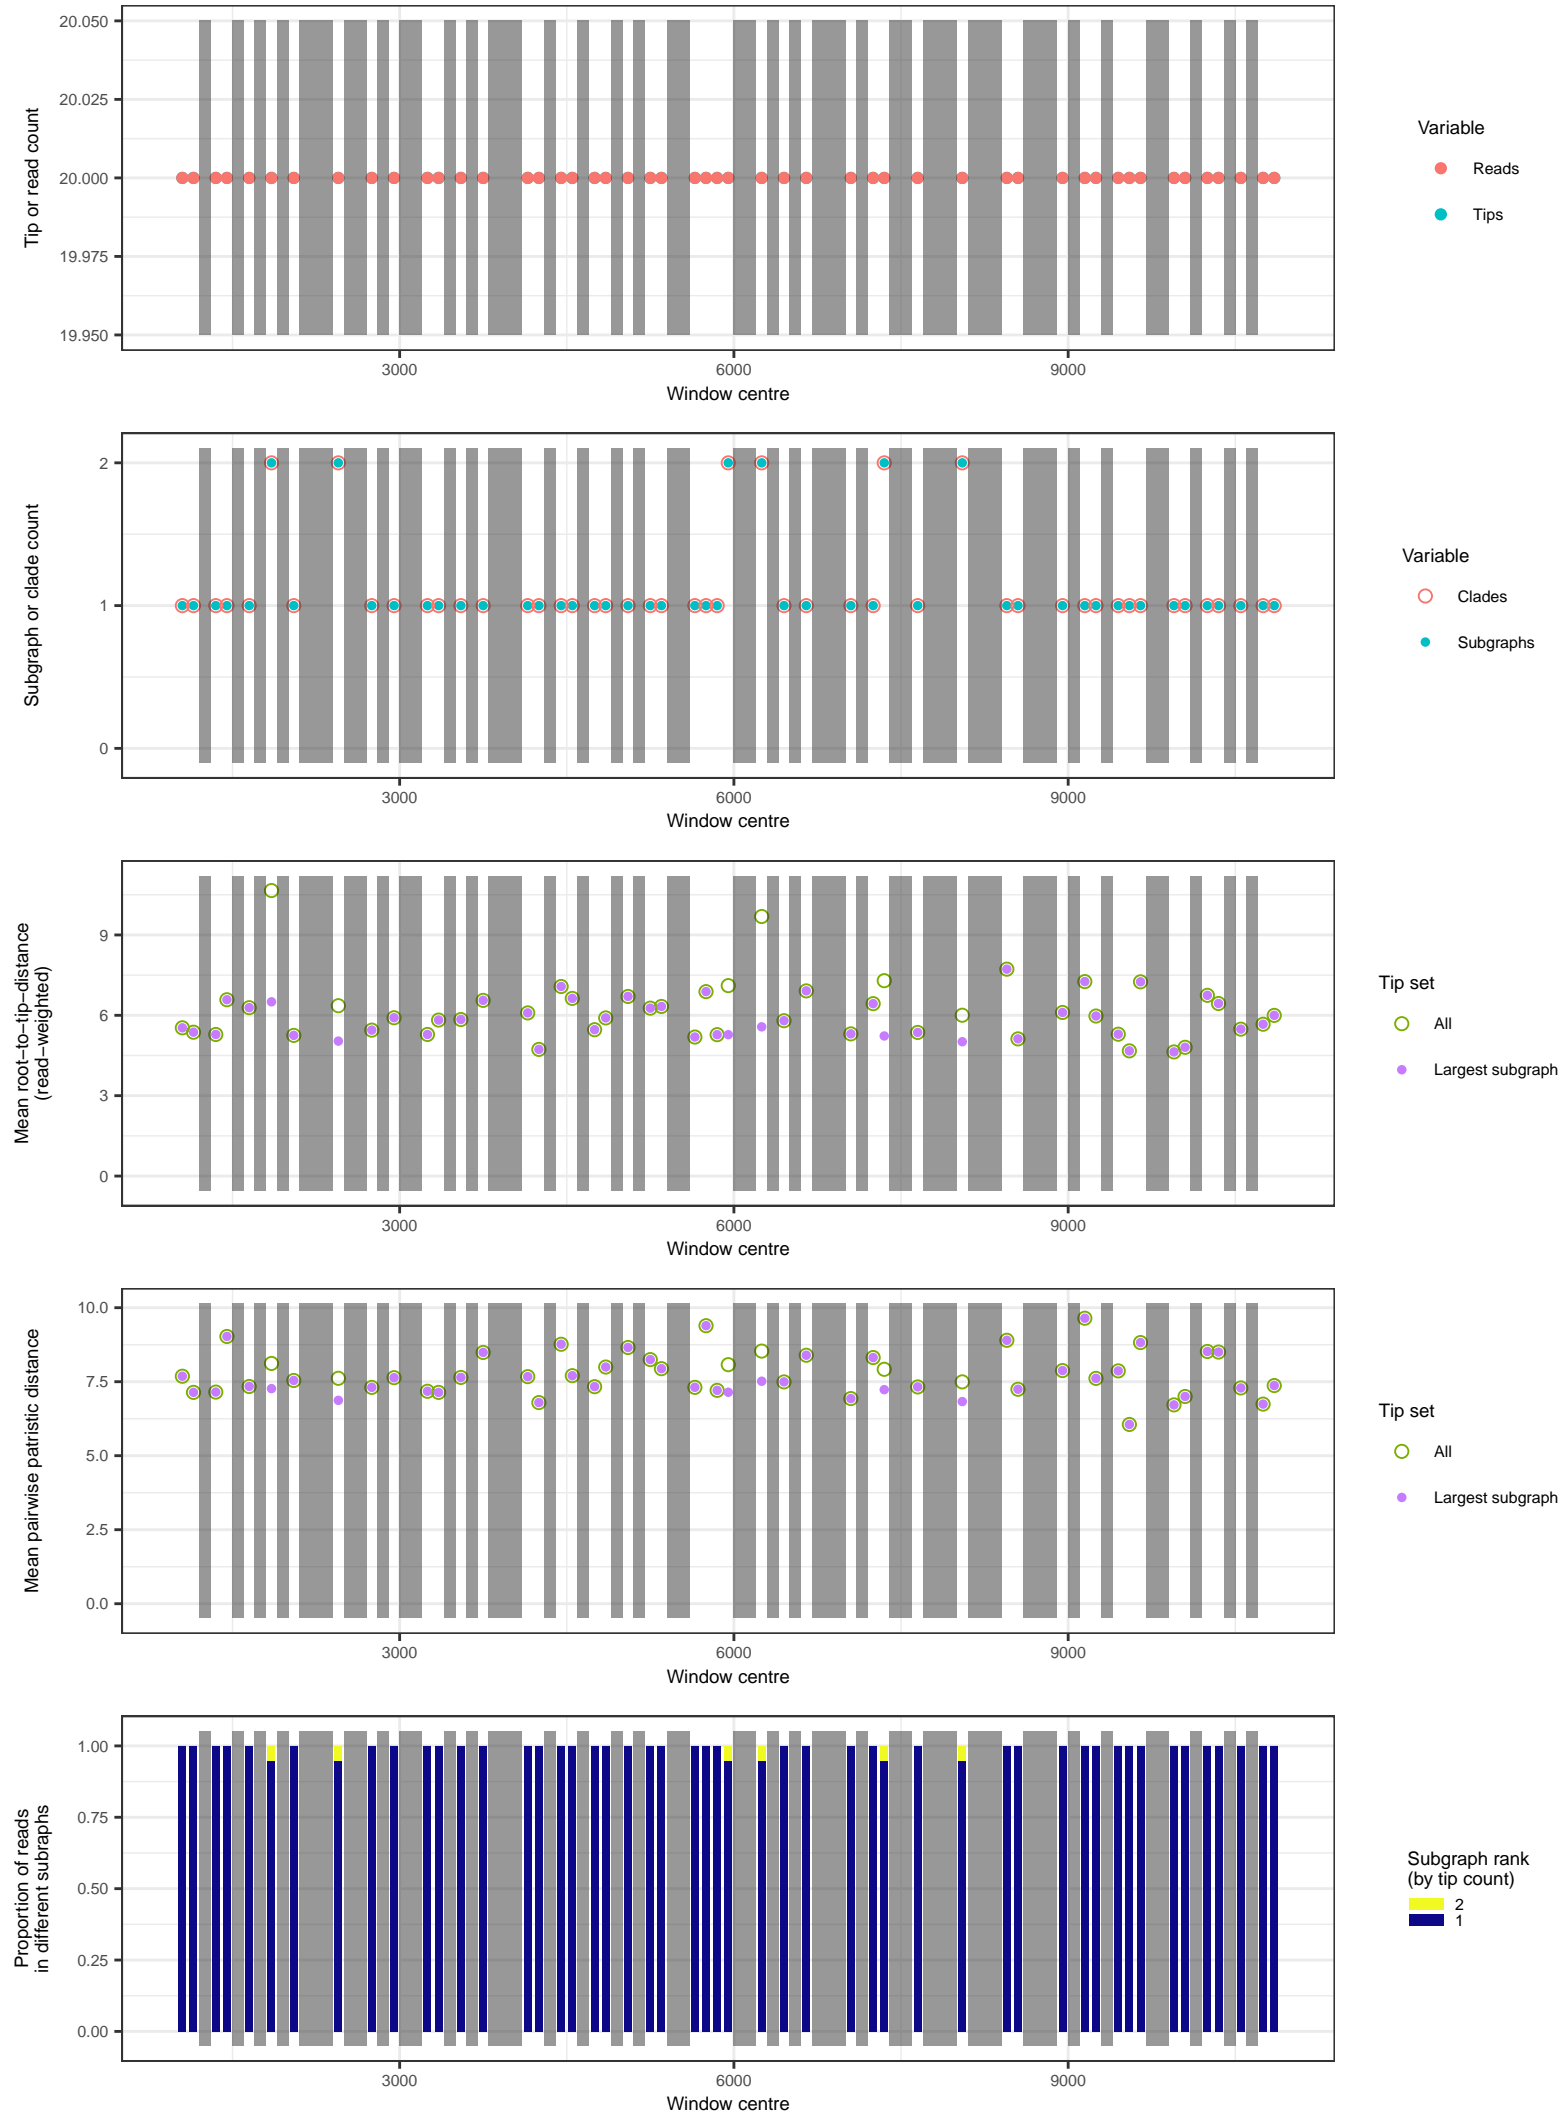 20.050
20.025
20.000
19.975
19.950
Tip or read count
3000
6000
9000
Window centre
Variable
Reads
Tips
2
1
0
Subgraph or clade count
3000
6000
9000
Window centre
Variable
Clades
Subgraphs
9
6
3
0
Mean root−to−tip−distance
(read−weighted)
3000
6000
9000
Window centre
Tip set
All
Largest subgraph
10.0
7.5
5.0
2.5
0.0
Mean pairwise patristic distance
3000
6000
9000
Window centre
Tip set
All
Largest subgraph
1.00
0.75
0.50
0.25
0.00
Proportion of reads
in different subraphs
3000
6000
9000
Window centre
Subgraph rank
(by tip count)
2
1